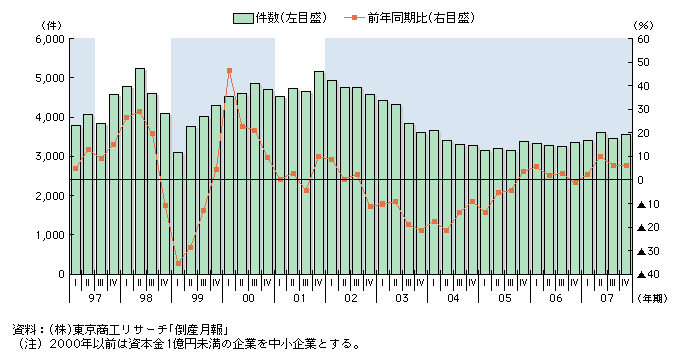 件数(左目盛) 前年同期比(右目盛)
(件) (%)
6,000 60
50
5,000 40
30
4,000 20
3,000 10
0
2,000 ▲10
1,000 ▲20
▲30
0 ▲40
Ⅰ Ⅱ Ⅲ Ⅳ Ⅰ Ⅱ Ⅲ Ⅳ Ⅰ Ⅱ Ⅲ Ⅳ Ⅰ Ⅱ Ⅲ Ⅳ Ⅰ Ⅱ Ⅲ Ⅳ Ⅰ Ⅱ Ⅲ Ⅳ Ⅰ Ⅱ Ⅲ Ⅳ Ⅰ Ⅱ Ⅲ Ⅳ Ⅰ Ⅱ Ⅲ Ⅳ Ⅰ Ⅱ Ⅲ Ⅳ Ⅰ Ⅱ Ⅲ Ⅳ
97 98 99 00 01 02 03 04 05 06 07 (年期)
資料：(株)東京商工リサーチ「倒産月報」
（注） 2000年以前は資本金1億円未満の企業を中小企業とする。